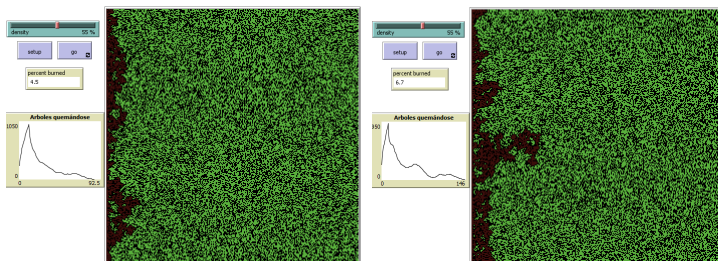 density 55 %
setup go
percent burned
4.5
Arboles quemándose
1050
0
0 92.5
density 55 %
setup go
percent burned
6.7
Arboles quemándose
950
0
0 146